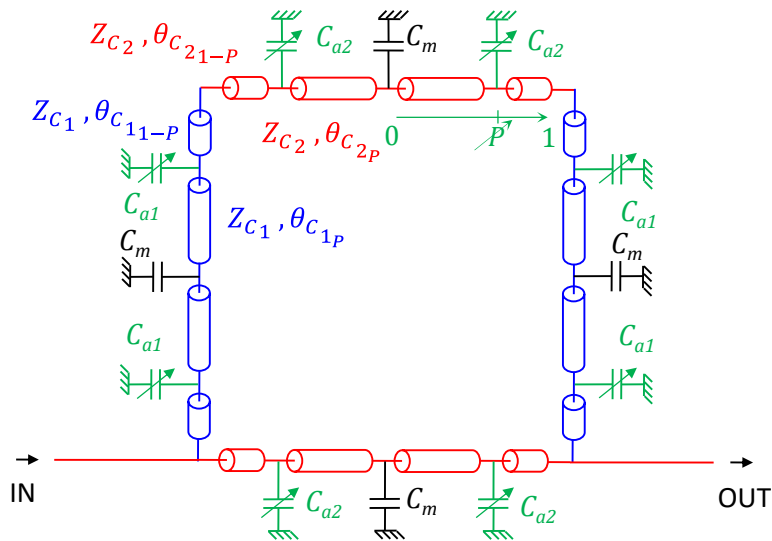 Z_{C_2}, θ_{C_{2_{1-P}}}
C_{a2}
C_m
C_{a2}
Z_{C_1}, θ_{C_{1_{1-P}}}
Z_{C_2}, θ_{C_{2_P}}
0
P
1
C_{a1}
C_{a1}
Z_{C_1}, θ_{C_{1_P}}
C_m
C_m
C_{a1}
C_{a1}
IN
C_{a2}
C_m
C_{a2}
OUT